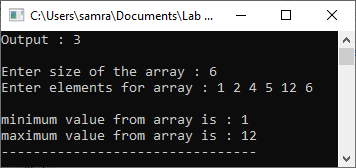 C:\Users\samra\Documents\Lab
Output : 3
Enter size of the array : 6
Enter elements for array : 1 2 4 5 12 6
minimum value from array is : 1
maximum value from array is : 12
--------------------------------